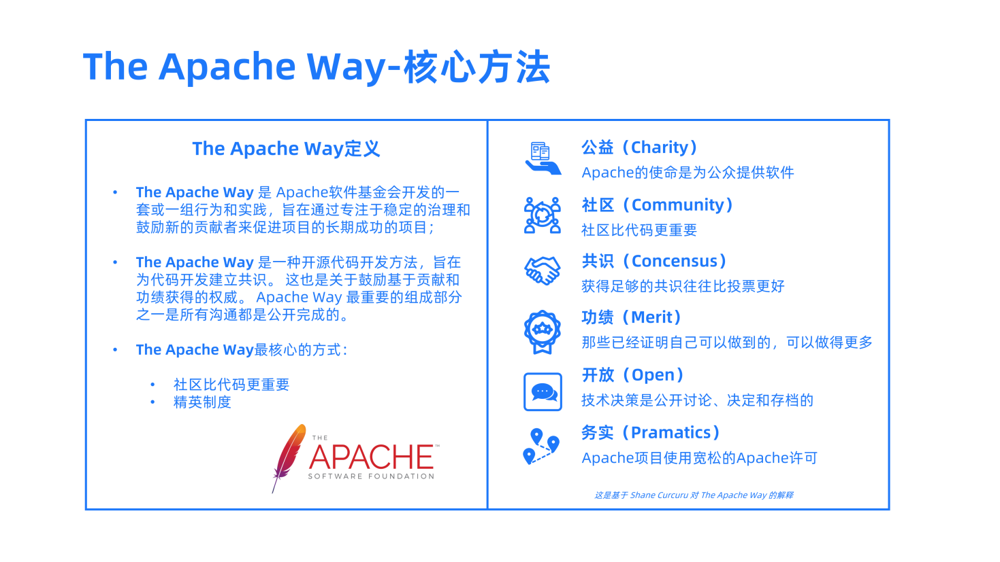 The Apache Way-核心方法
The Apache Way定义
• The Apache Way 是 Apache软件基金会开发的一
套或一组行为和实践，旨在通过专注于稳定的治理和
鼓励新的贡献者来促进项目的长期成功的项目；
• The Apache Way 是一种开源代码开发方法，旨在
为代码开发建立共识。 这也是关于鼓励基于贡献和
功绩获得的权威。 Apache Way 最重要的组成部分
之一是所有沟通都是公开完成的。
• The Apache Way最核心的方式：
• 社区比代码更重要
• 精英制度
THE
APACHE™
SOFTWARE FOUNDATION
公益（Charity）
Apache的使命是为公众提供软件
社区（Community）
社区比代码更重要
共识（Concensus）
获得足够的共识往往比投票更好
功绩（Merit）
那些已经证明自己可以做到的，可以做得更多
开放（Open）
技术决策是公开讨论、决定和存档的
务实（Pramatics）
Apache项目使用宽松的Apache许可
这是基于 Shane Curcuru 对 The Apache Way 的解释